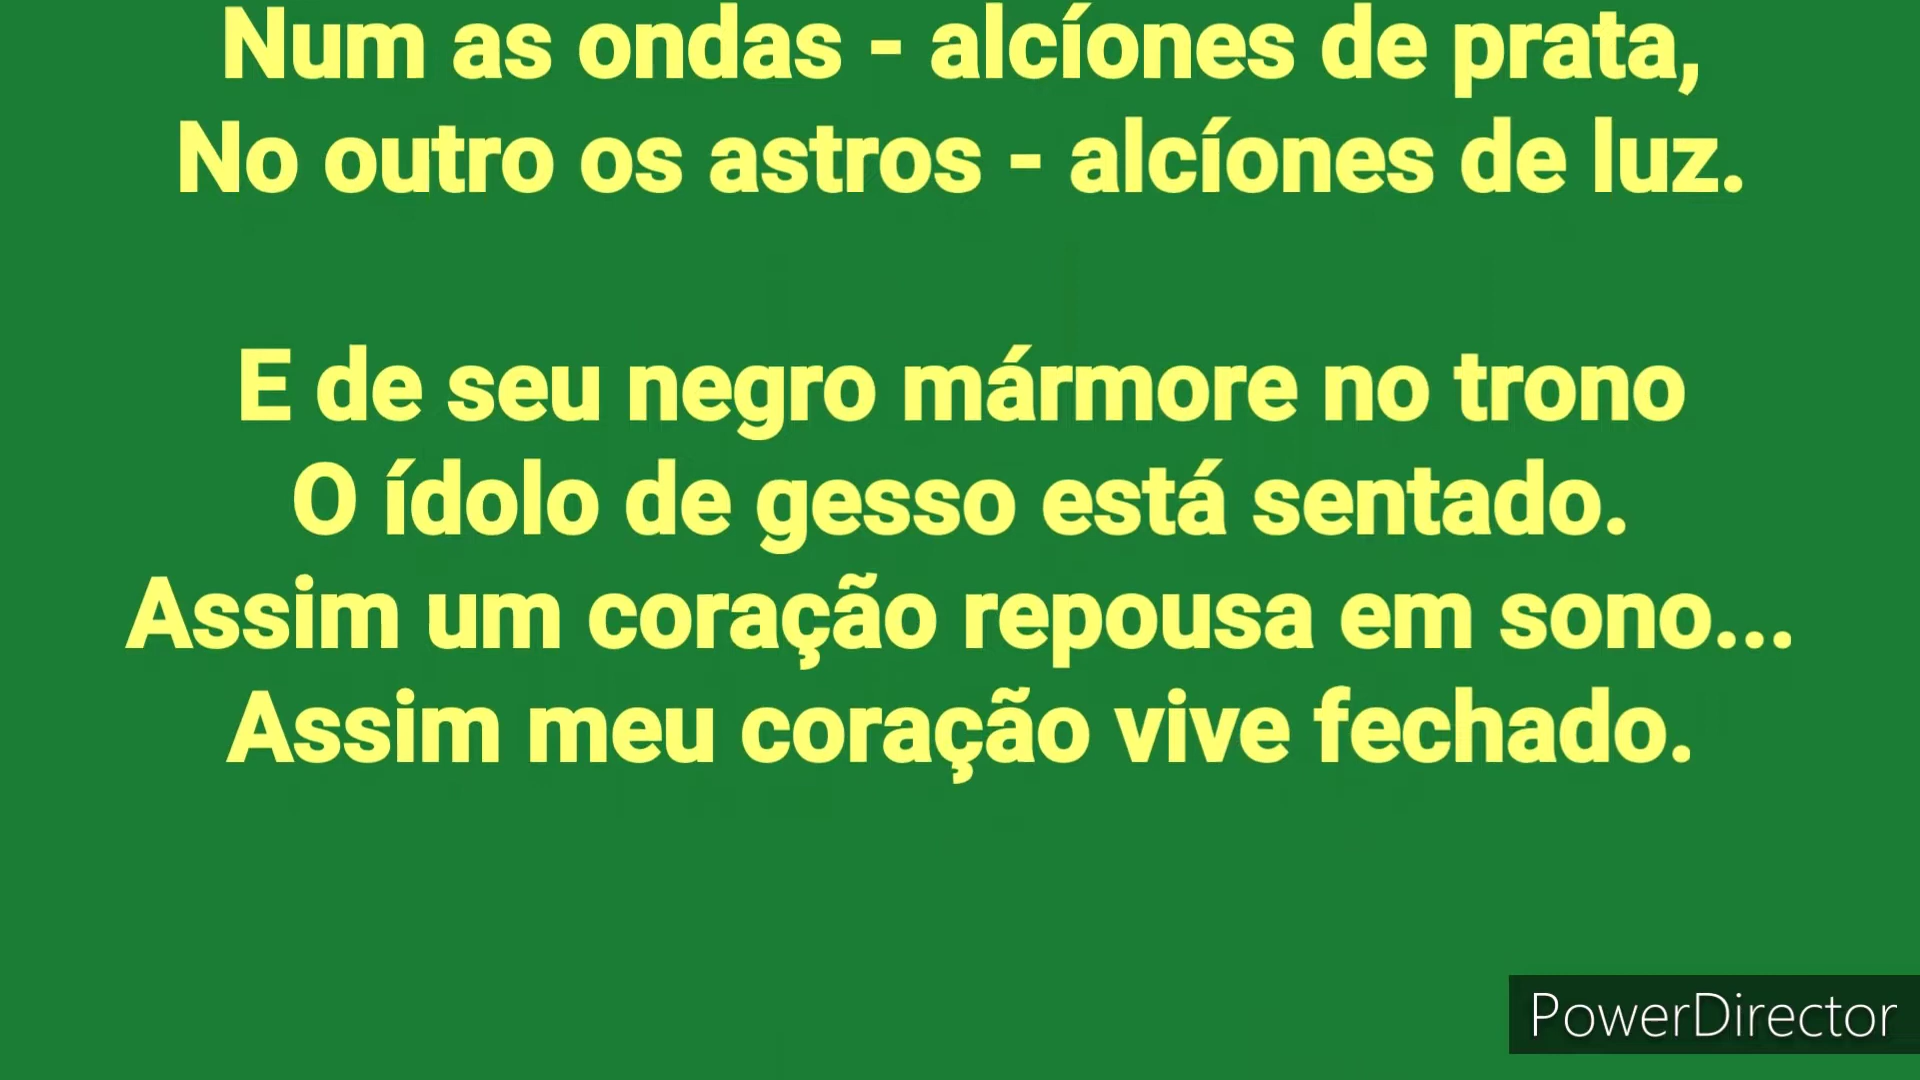 Num as ondas - alcíones de prata,
No outro os astros - alcíones de luz.
E de seu negro mármore no trono
O ídolo de gesso está sentado.
Assim um coração repousa em sono...
Assim meu coração vive fechado.
PowerDirector